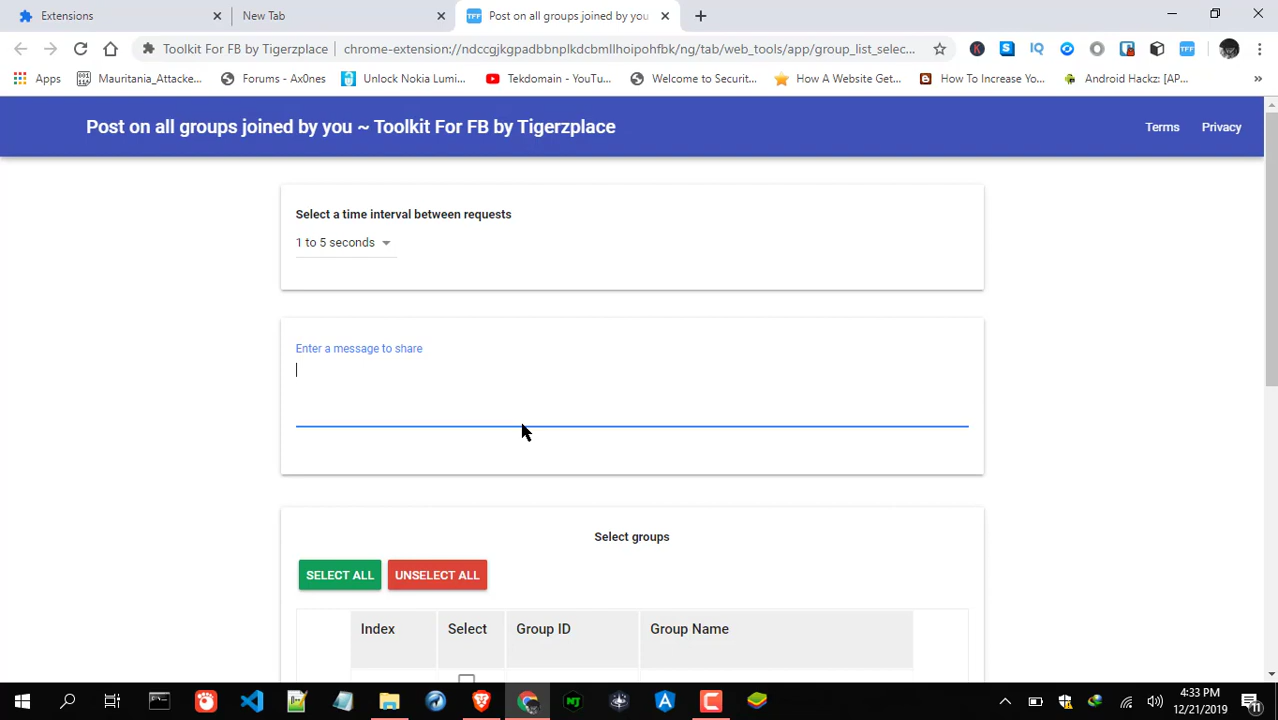 Extensions
New Tab
TFF
Post on all groups joined by you
Toolkit For FB by Tigerzplace
chrome-extension://ndccgjkgpdbbnplkdcbmllhoipohfbk/ng/tab/web_tools/app/group_list_selec...
Apps
Mauritania_Attacke...
Forums - Ax0nes
Unlock Nokia Lumi...
Tekdomain - YouTu...
Welcome to Securit...
How A Website Get...
How To Increase Yo...
Android Hackz: [AP...
Post on all groups joined by you ~ Toolkit For FB by Tigerzplace
Terms
Privacy
Select a time interval between requests
1 to 5 seconds
Enter a message to share
Select groups
SELECT ALL
UNSELECT ALL
Index
Select
Group ID
Group Name
4:33 PM
12/21/2019